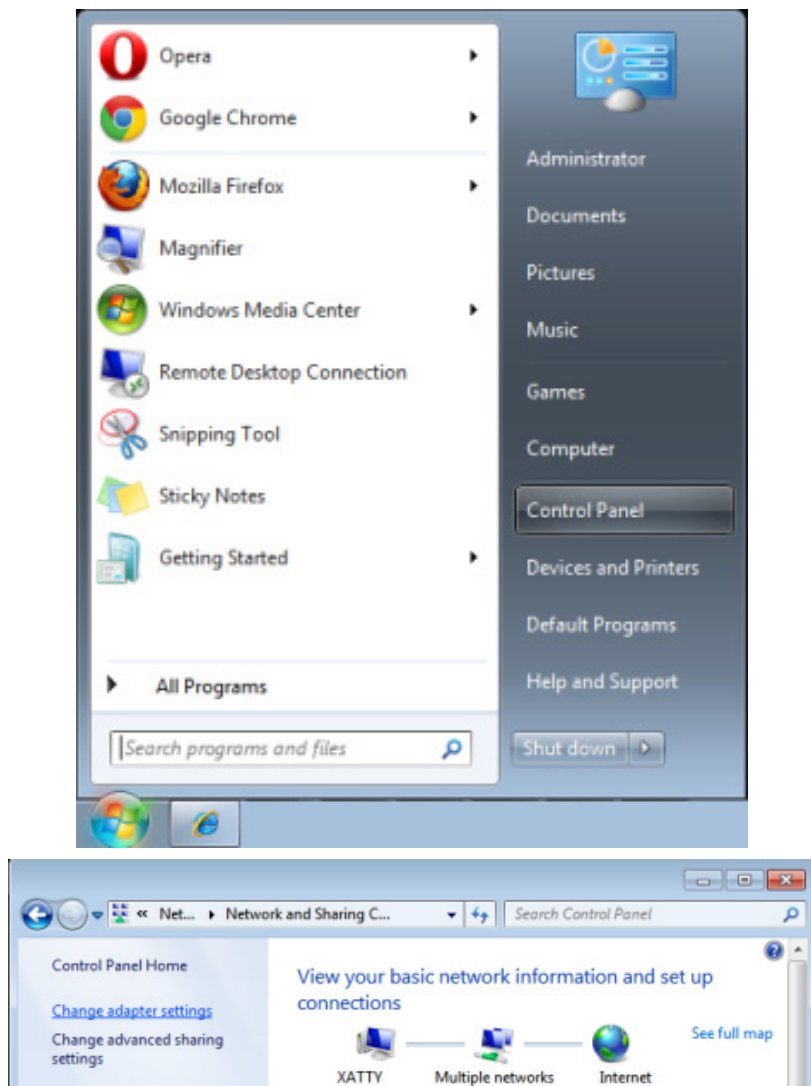 Opera
Google Chrome
Mozilla Firefox
Magnifier
Windows Media Center
Remote Desktop Connection
Snipping Tool
Sticky Notes
Getting Started
All Programs
Search programs and files
Administrator
Documents
Pictures
Music
Games
Computer
Control Panel
Devices and Printers
Default Programs
Help and Support
Shut down
« Net... Network and Sharing C...
Search Control Panel
Control Panel Home
Change adapter settings
Change advanced sharing
settings
View your basic network information and set up
connections
See full map
XATTY Multiple networks Internet